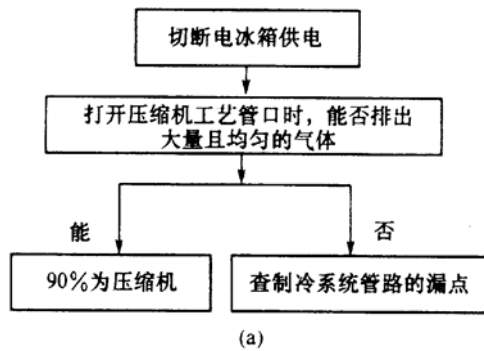 切断电冰箱供电
打开压缩机工艺管口时，能否排出
大量且均匀的气体
能
否
90%为压缩机
查制冷系统管路的漏点
(a)